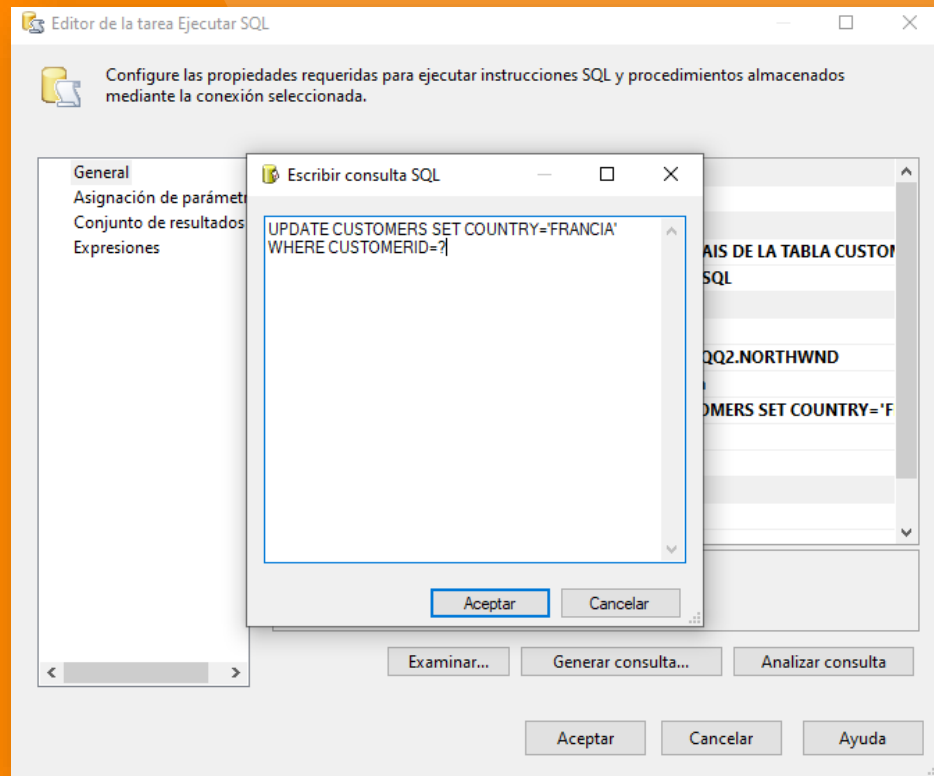 Editor de la tarea Ejecutar SQL
Configure las propiedades requeridas para ejecutar instrucciones SQL y procedimientos almacenados
mediante la conexión seleccionada.
General
Asignación de parámet
Conjunto de resultados
Expresiones
Escribir consulta SQL
UPDATE CUSTOMERS SET COUNTRY='FRANCIA'
WHERE CUSTOMERID=?
AIS DE LA TABLA CUSTOM
SQL
QQ2.NORTHWND
OMERS SET COUNTRY='F
Aceptar
Cancelar
Examinar...
Generar consulta...
Analizar consulta
Aceptar
Cancelar
Ayuda